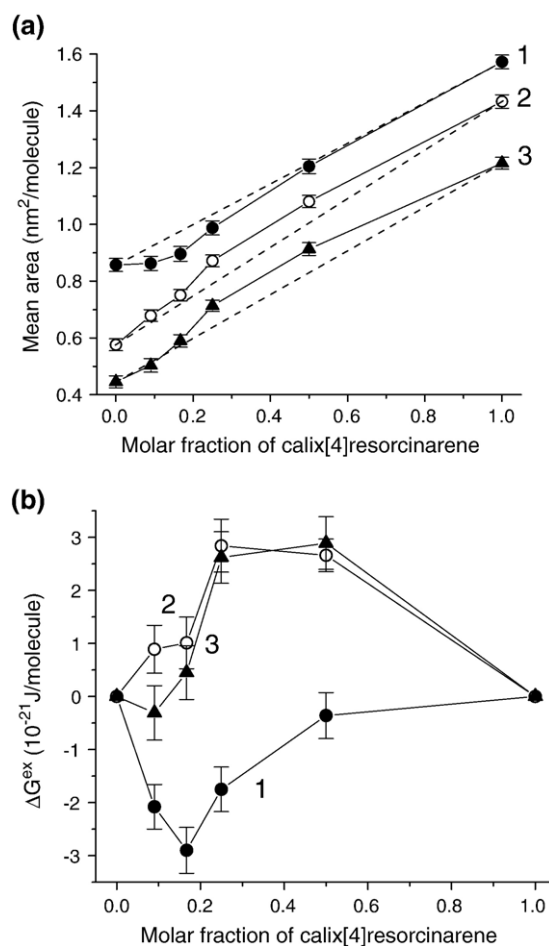 (a)
1.6
1.4
1.2
1.0
0.8
0.6
0.4
Mean area (nm²/molecule)
1
2
3
0.0 0.2 0.4 0.6 0.8 1.0
Molar fraction of calix[4]resorcinarene
(b)
3
2
1
0
-1
-2
-3
ΔGᵉˣ (10⁻²¹J/molecule)
2
3
1
0.0 0.2 0.4 0.6 0.8 1.0
Molar fraction of calix[4]resorcinarene